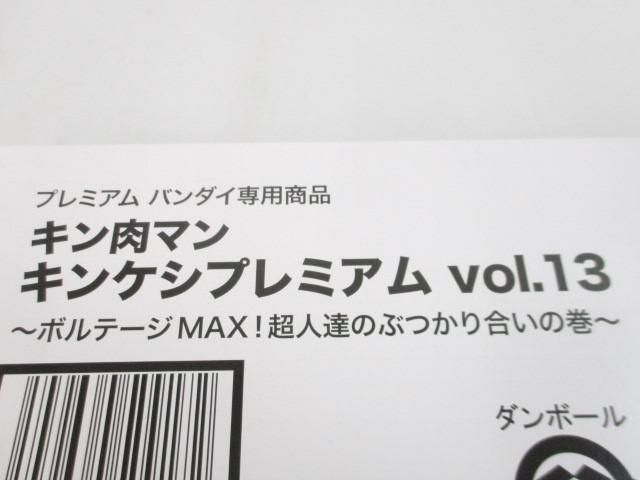 プレミアム バンダイ専用商品
キン肉マン
キンケシプレミアム vol.13
～ボルテージMAX！超人達のぶつかり合いの巻～
ダンボール